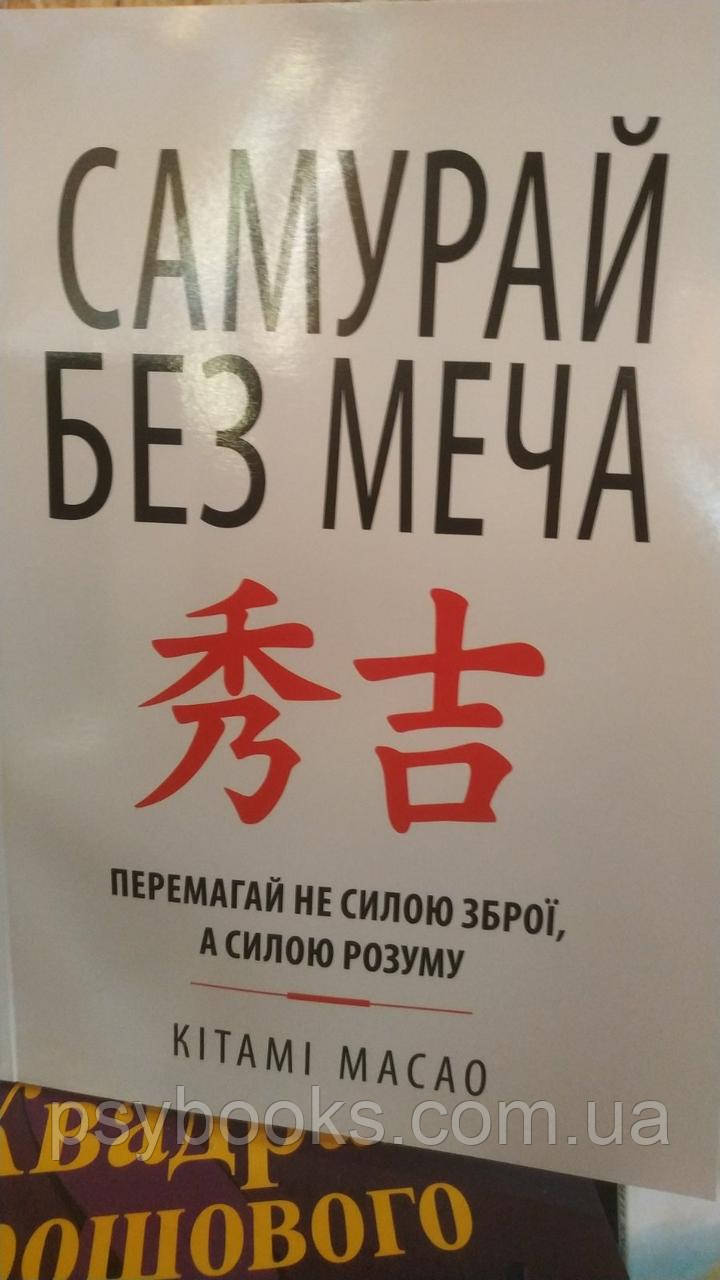 САМУРАЙ
БЕЗ МЕЧА
秀吉
ПЕРЕМАГАЙ НЕ СИЛОЮ ЗБРОЇ,
А СИЛОЮ РОЗУМУ
КІТАМІ МАСАО
psybooks.com.ua